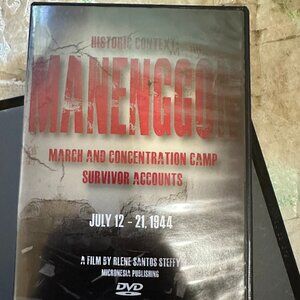 HISTORIC CONTEXT:
MANENGGON
MARCH AND CONCENTRATION CAMP
SURVIVOR ACCOUNTS
JULY 12 - 21, 1944
A FILM BY RLENE SANTOS STEFFY
MICRONESIA PUBLISHING
DVD